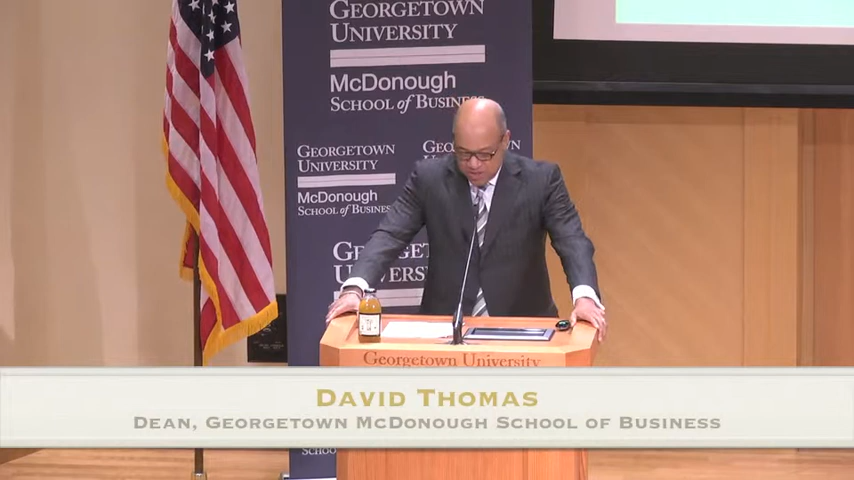 GEORGETOWN
UNIVERSITY
McDonough
SCHOOL of BUSINESS
GEORGETOWN
UNIVERSITY
McDonough
SCHOOL of BUSINESS
Georgetown University
DAVID THOMAS
DEAN, GEORGETOWN MCDONOUGH SCHOOL OF BUSINESS